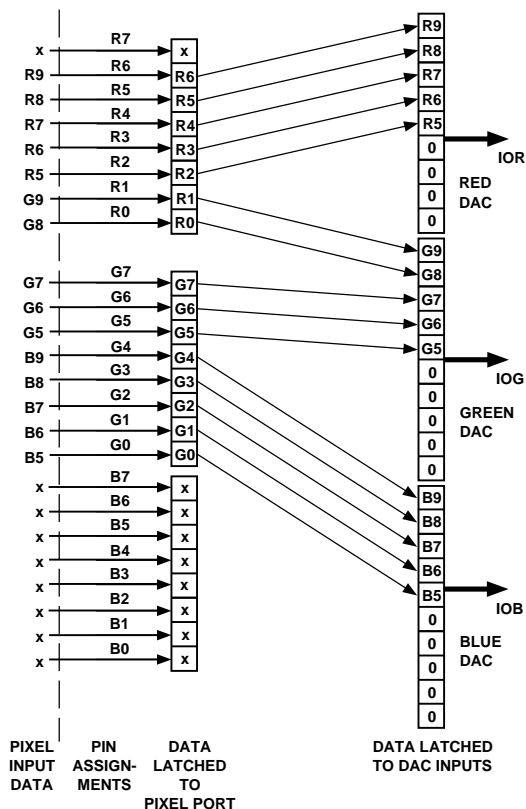 x
R9
R8
R7
R6
R5
G9
G8
G7
G6
G5
B9
B8
B7
B6
B5
x
x
x
x
x
x
x
x
PIXEL
INPUT
DATA
R7
R6
R5
R4
R3
R2
R1
R0
G7
G6
G5
G4
G3
G2
G1
G0
B7
B6
B5
B4
B3
B2
B1
B0
PIN
ASSIGN-
MENTS
x
R6
R5
R4
R3
R2
R1
R0
G7
G6
G5
G4
G3
G2
G1
G0
x
x
x
x
x
x
x
x
DATA
LATCHED
TO
PIXEL PORT
R9
R8
R7
R6
R5
0
0
0
0
IOR
RED
DAC
G9
G8
G7
G6
G5
0
0
0
0
0
IOG
GREEN
DAC
B9
B8
B7
B6
B5
0
0
0
0
0
IOB
BLUE
DAC
DATA LATCHED
TO DAC INPUTS